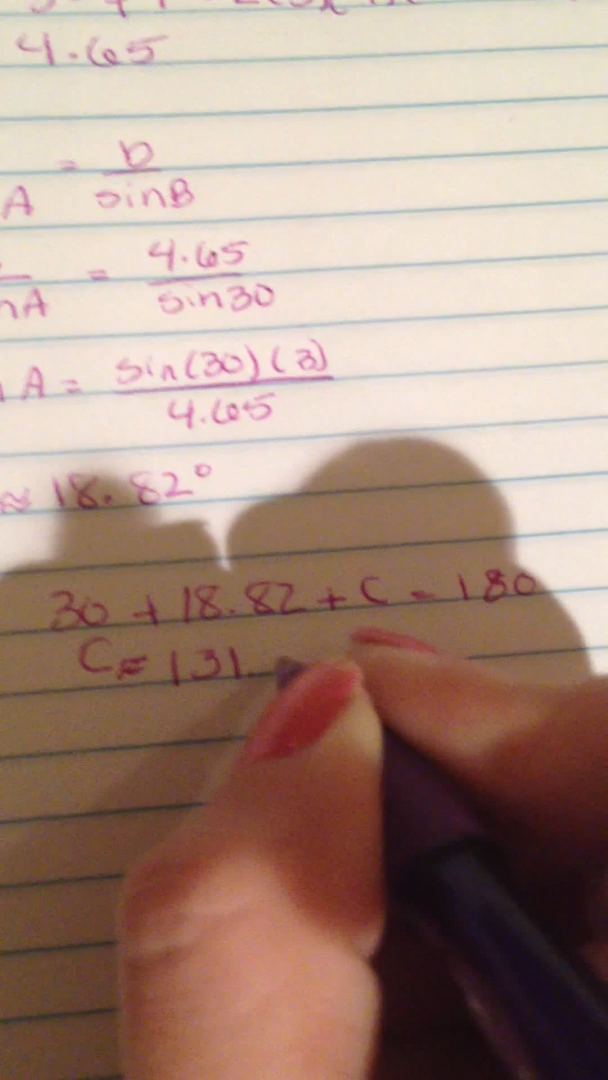 4.65
A = b / sinB
nA = 4.65 / sin30
A = sin(30)(3) / 4.65
≈ 18.82°
30 + 18.82 + C = 180
C ≈ 131.